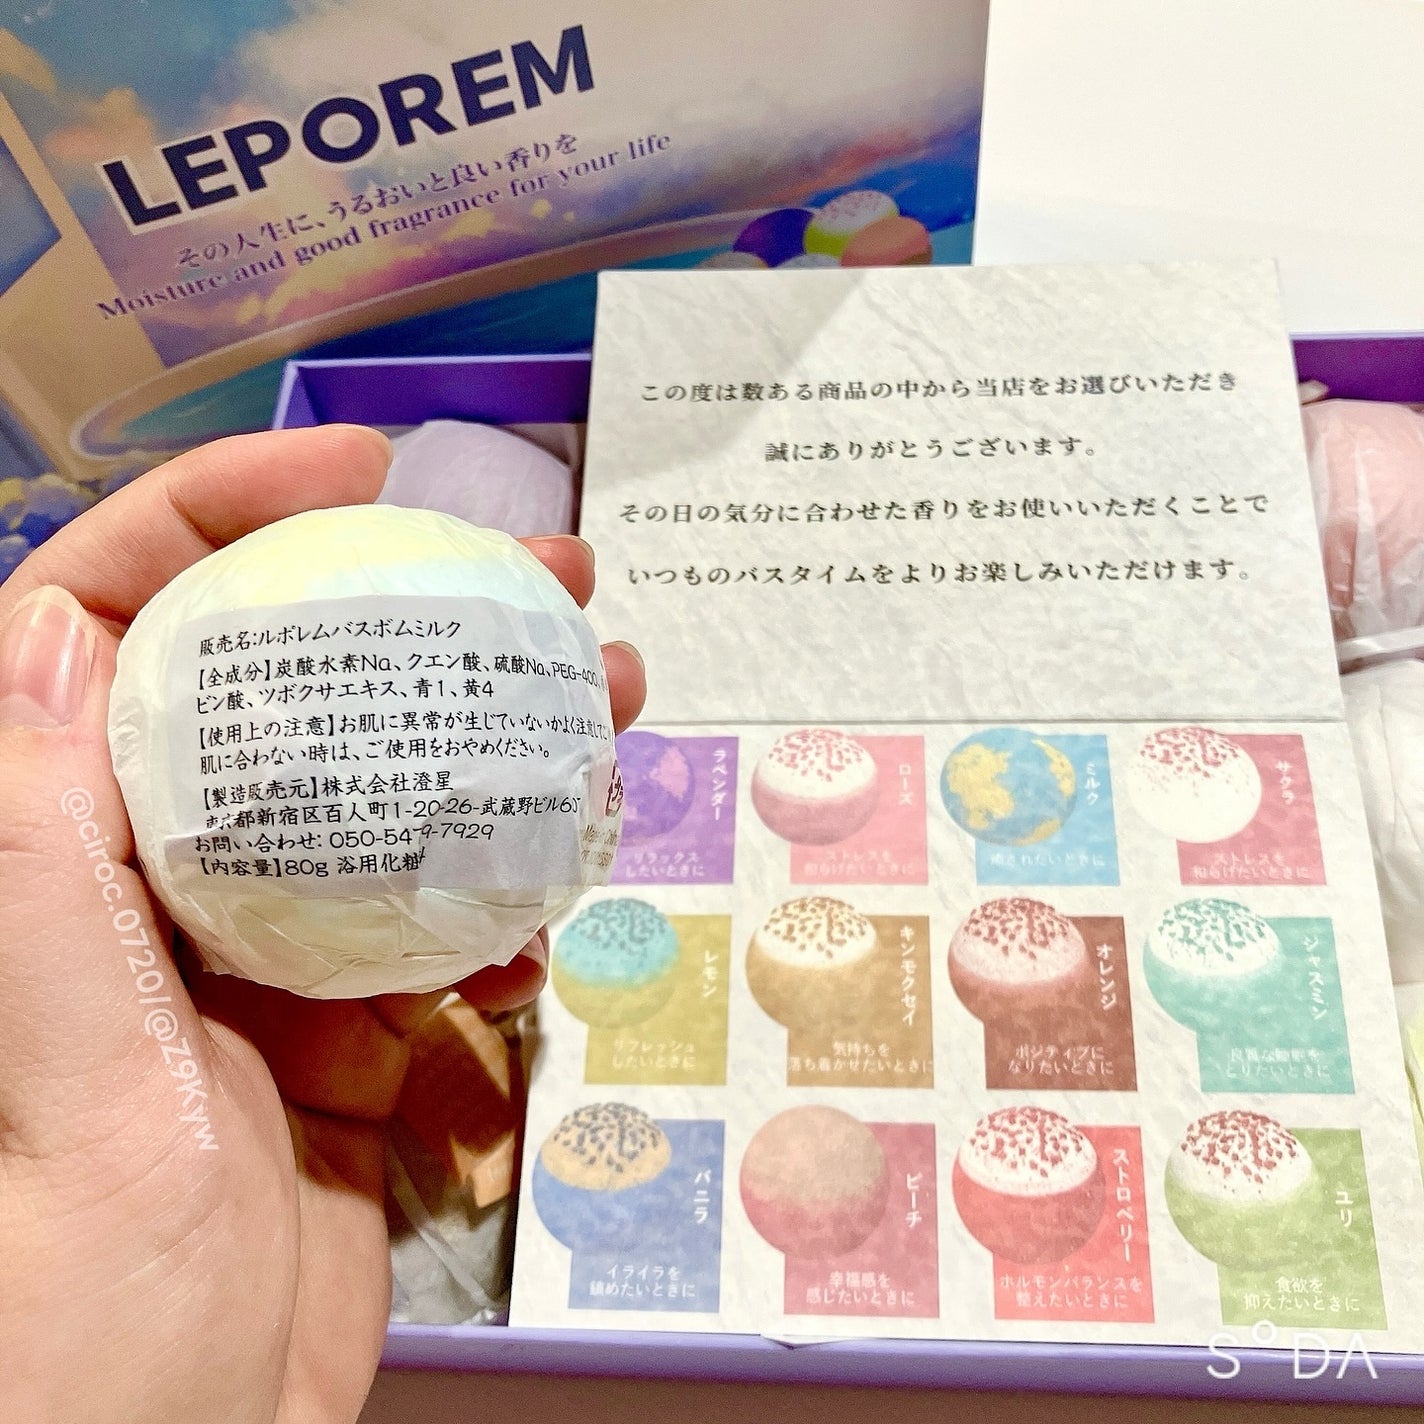 LEPOREM
その人生に、うるおいと良い香りを
Moisture and good fragrance for your life
この度は数ある商品の中から当店をお選びいただき
誠にありがとうございます。
その日の気分に合わせた香りをお使いいただくことで
いつものバスタイムをよりお楽しみいただけます。
販売名:ルポレムバスボムミルク
【全成分】炭酸水素Na、クエン酸、硫酸Na、PEG-400、
ビン酸、ツボクサエキス、青1、黄4
【使用上の注意】お肌に異常が生じていないかよく注意して
肌に合わない時は、ご使用をおやめください。
【製造販売元】株式会社澄星
東京都新宿区百人町1-20-26-武蔵野ビル6
お問い合わせ: 050-54 9-7929
【内容量】80g 浴用化粧
ラベンダー
リラックス
したいときに
ローズ
和らげたいときに
ミルク
癒されたいときに
サクラ
ストレスを
和らげたいときに
レモン
リフレッシュ
したいときに
キンモクセイ
気持ちを
落ち着かせたいときに
オレンジ
ポジティブに
なりたいときに
ジャスミン
良質な睡眠を
とりたいときに
バニラ
イライラを
鎮めたいときに
ピーチ
幸福感を
感じたいときに
ストロベリー
ホルモンバランスを
整えたいときに
ユリ
食欲を
抑えたいときに
@ciroc.0720/@z9kyw
SODA